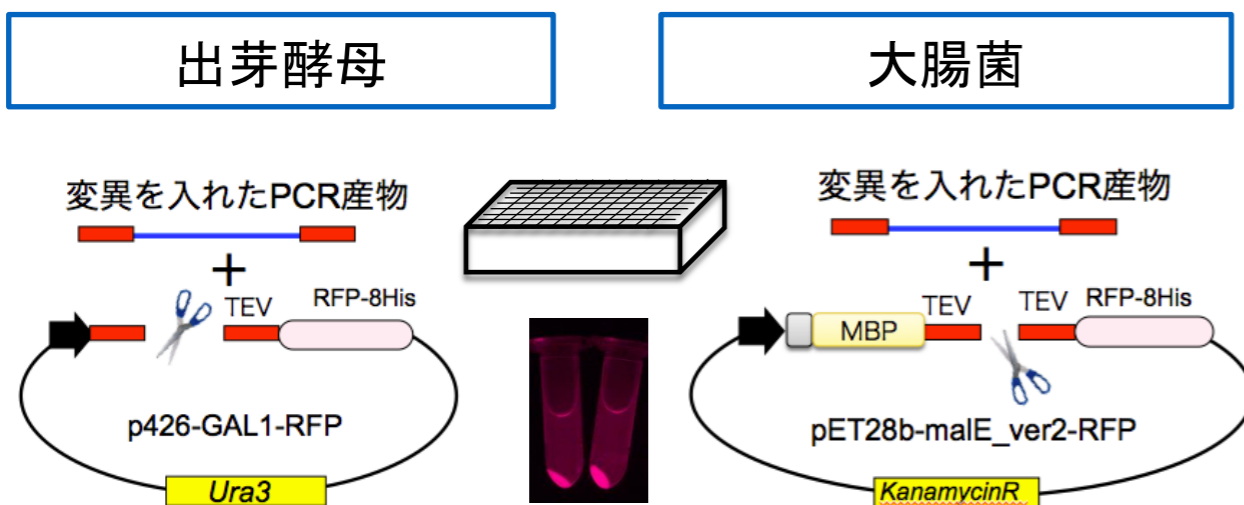 出芽酵母
大腸菌
変異を入れたPCR産物
+
TEV
RFP-8His
p426-GAL1-RFP
Ura3
変異を入れたPCR産物
+
MBP
TEV
TEV
RFP-8His
pET28b-malE_ver2-RFP
KanamycinR